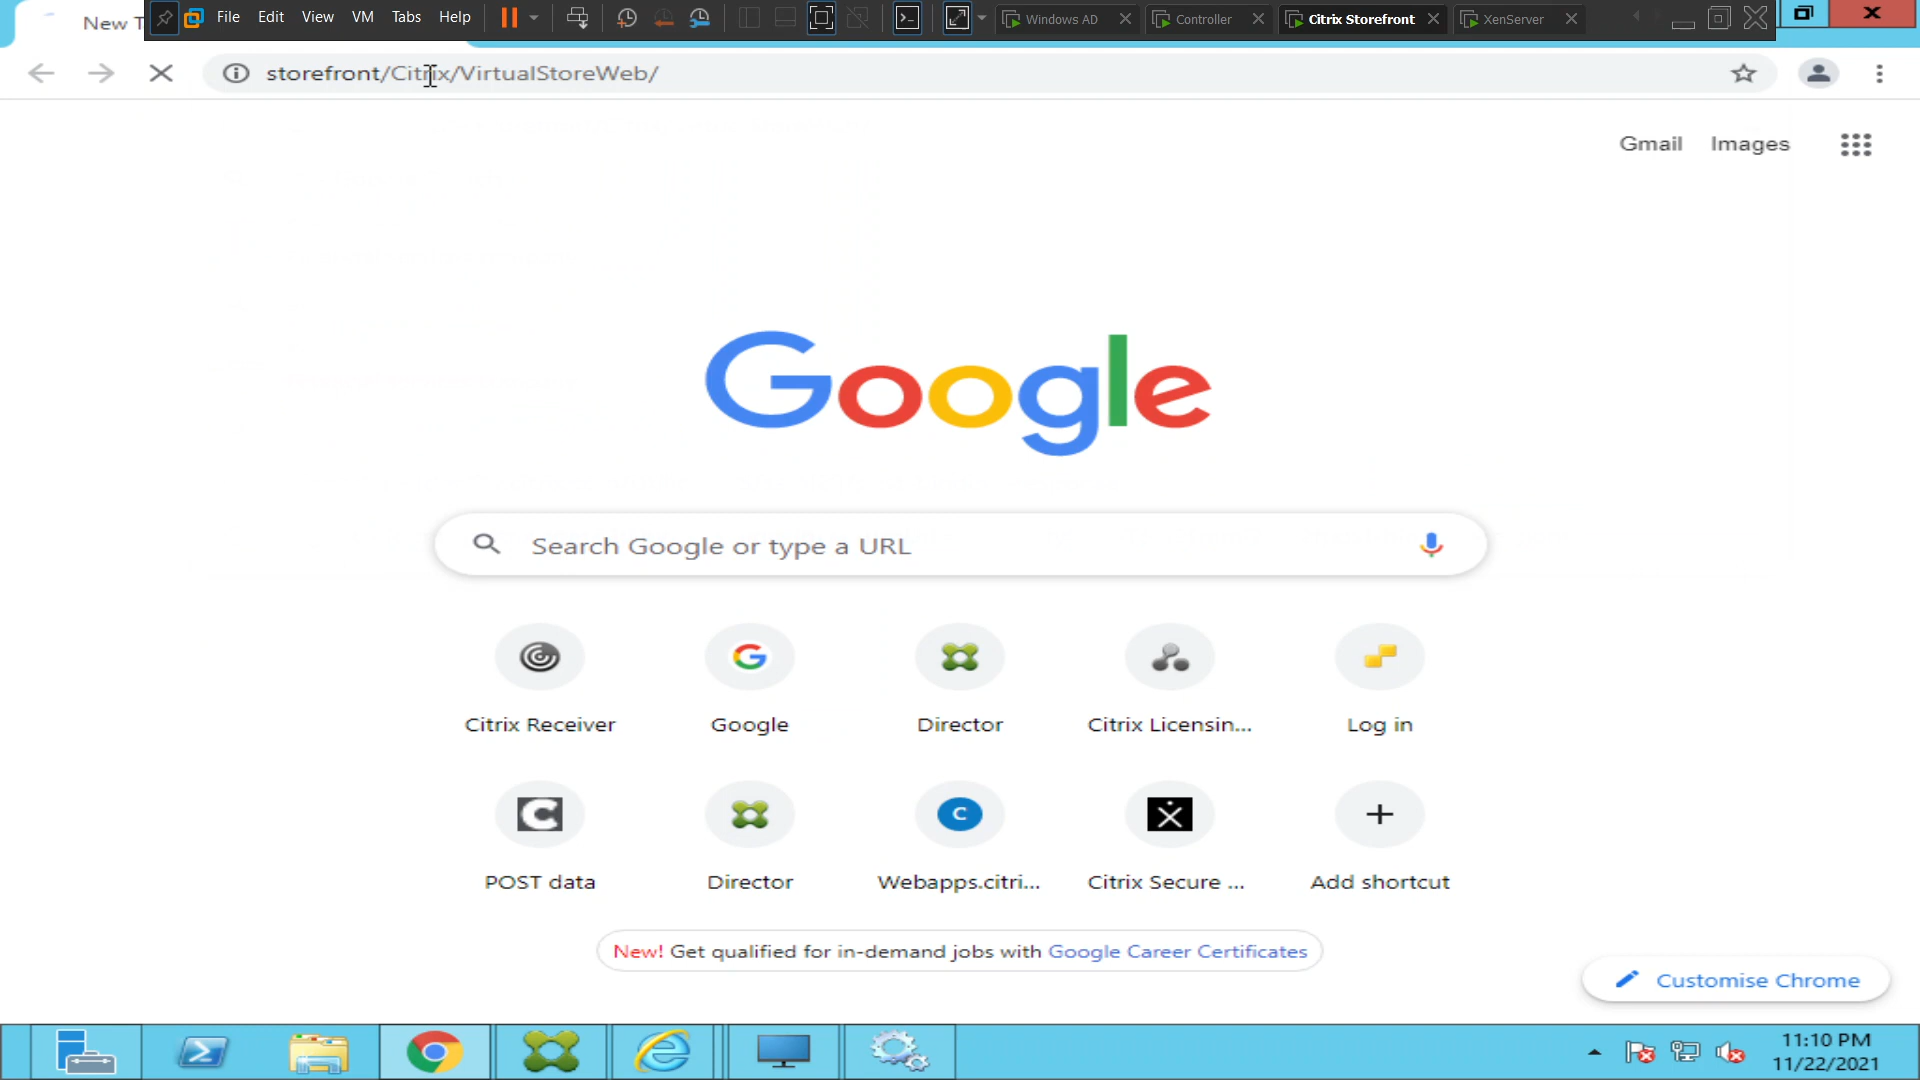 New T
File Edit View VM Tabs Help
Windows AD
Controller
Citrix Storefront
XenServer
storefront/Citrix/VirtualStoreWeb/
Gmail Images
Google
Search Google or type a URL
Citrix Receiver
Google
Director
Citrix Licensin...
Log in
POST data
Director
C
Webapps.citri...
Citrix Secure ...
Add shortcut
New! Get qualified for in-demand jobs with Google Career Certificates
Customise Chrome
11:10 PM
11/22/2021